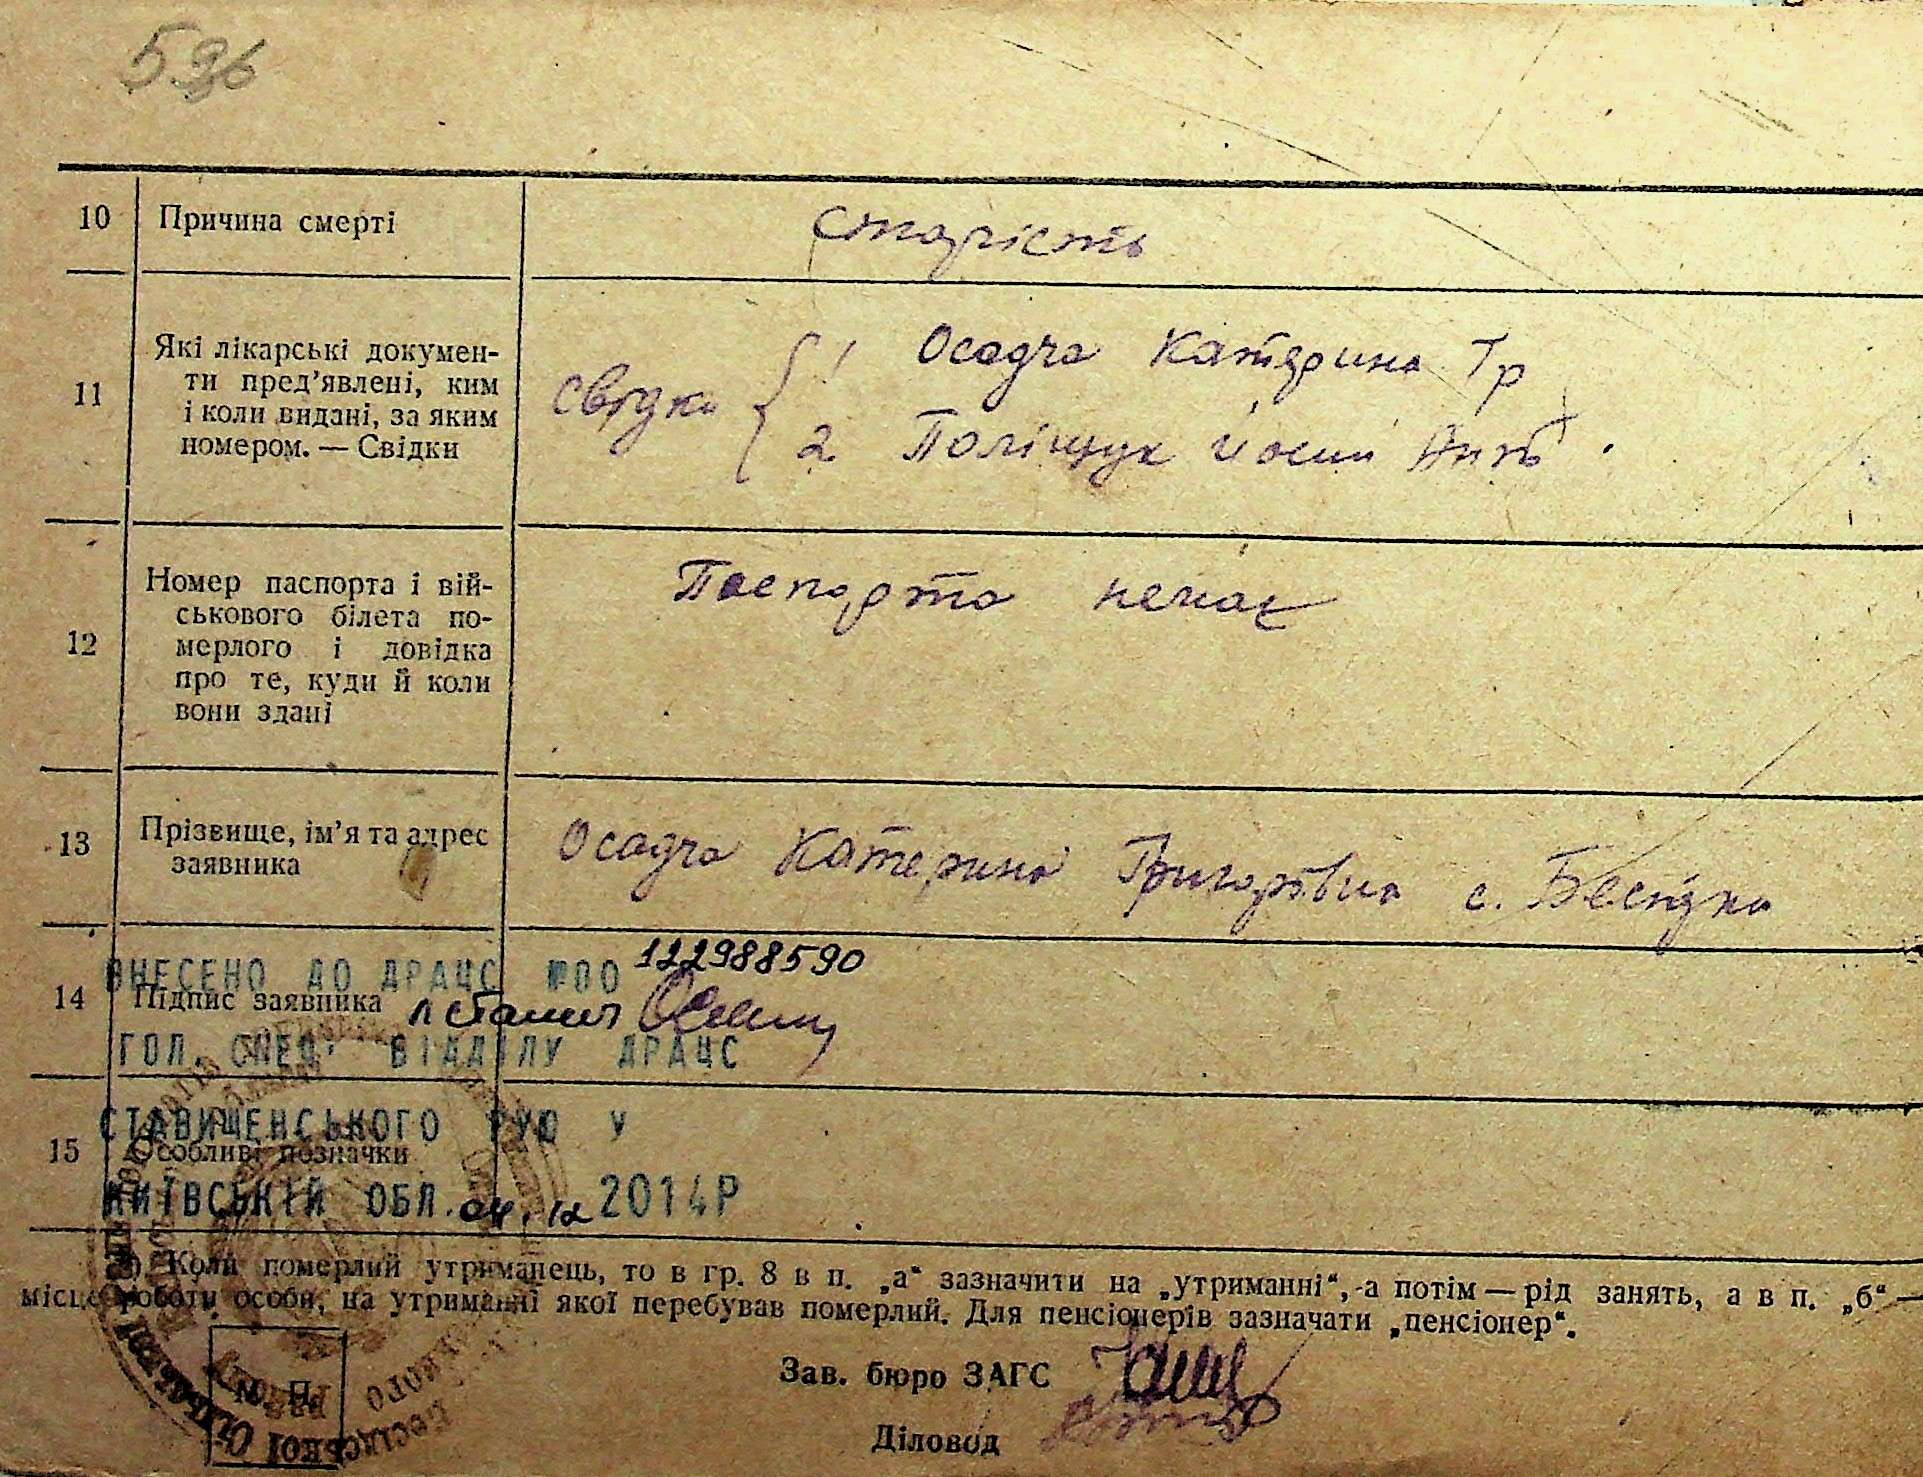 596
10 Причина смерті старість
11 Які лікарські докумен-
ти пред’явлені, ким
і коли видані, за яким
номером. — Свідки
Свідки { 1 Осадча Катерина Гр
2 Поліщук Йосип Ант
12 Номер паспорта і вій-
ськового білета по-
мерлого і довідка
про те, куди й коли
вони здані
Паспорта немає
13 Прізвище, ім’я та адрес
заявника
Осадча Катерина Григорівна с. Бесідка
ВНЕСЕНО ДО ДРАЦС №00 122988590
14 Підпис заявника
ГОЛ. СПЕЦ. ВІДДІЛУ ДРАЦС
СТАВИЩЕНСЬКОГО РУЮ У
15 Особливі позначки
КИЇВСЬКІЙ ОБЛ. 04.12 2014Р
*) Коли померлий утриманець, то в гр. 8 в п. „а“ зазначити на „утриманні“, а потім — рід занять, а в п. „б“ —
місце роботи особи, на утриманні якої перебував померлий. Для пенсіонерів зазначати „пенсіонер“.
Зав. бюро ЗАГС
М. П.
Діловод